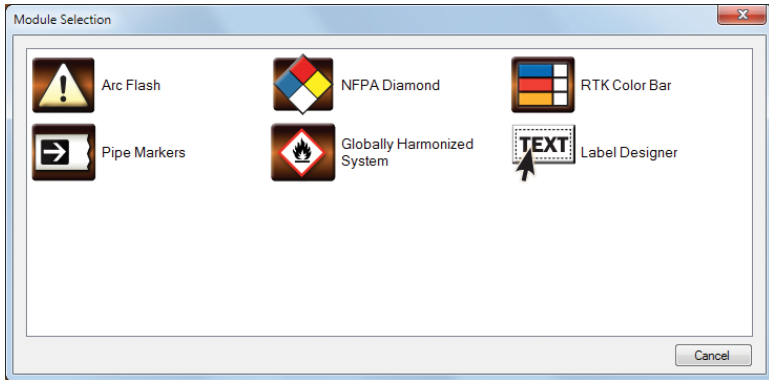 Module Selection
Arc Flash
NFPA Diamond
RTK Color Bar
Pipe Markers
Globally Harmonized
System
TEXT
Label Designer
Cancel